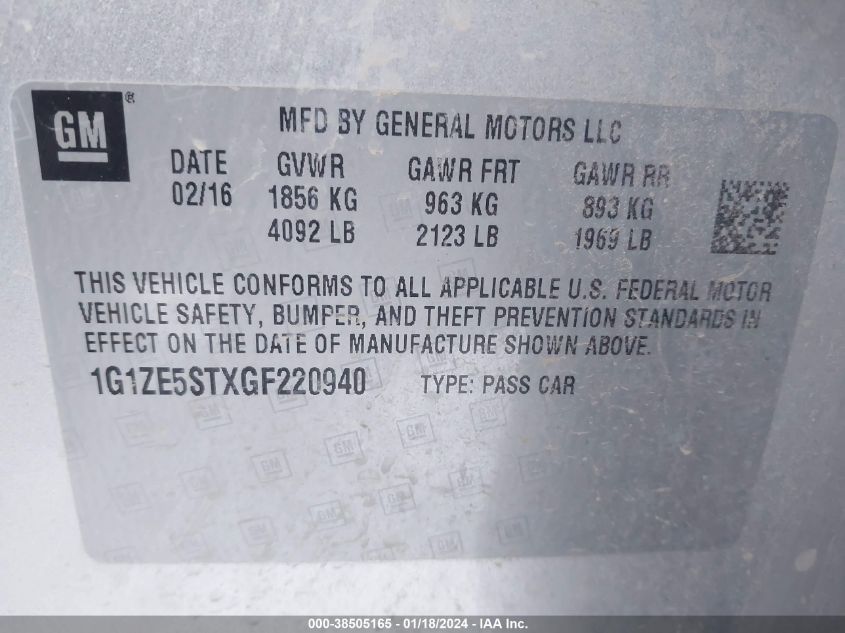 GM ®
MFD BY GENERAL MOTORS LLC
DATE GVWR GAWR FRT GAWR RR
02/16 1856 KG 963 KG 893 KG
4092 LB 2123 LB 1969 LB
THIS VEHICLE CONFORMS TO ALL APPLICABLE U.S. FEDERAL MOTOR
VEHICLE SAFETY, BUMPER, AND THEFT PREVENTION STANDARDS IN
EFFECT ON THE DATE OF MANUFACTURE SHOWN ABOVE.
1G1ZE5STXGF220940 TYPE: PASS CAR
000-38505165 - 01/18/2024 - IAA, Inc.